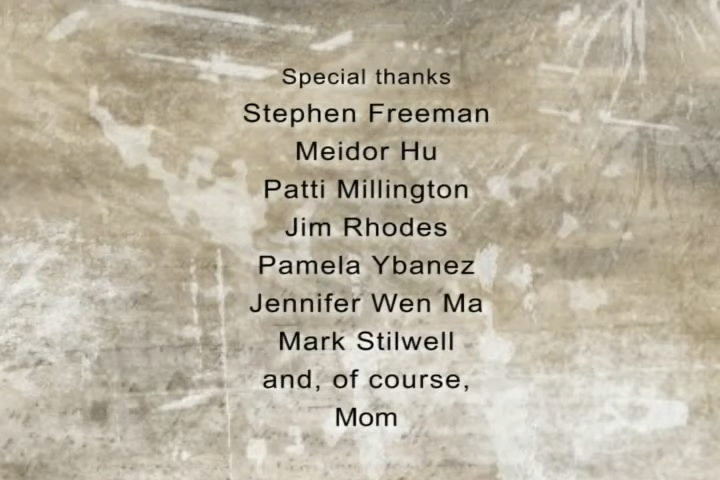 Special thanks
Stephen Freeman
Meidor Hu
Patti Millington
Jim Rhodes
Pamela Ybanez
Jennifer Wen Ma
Mark Stilwell
and, of course,
Mom